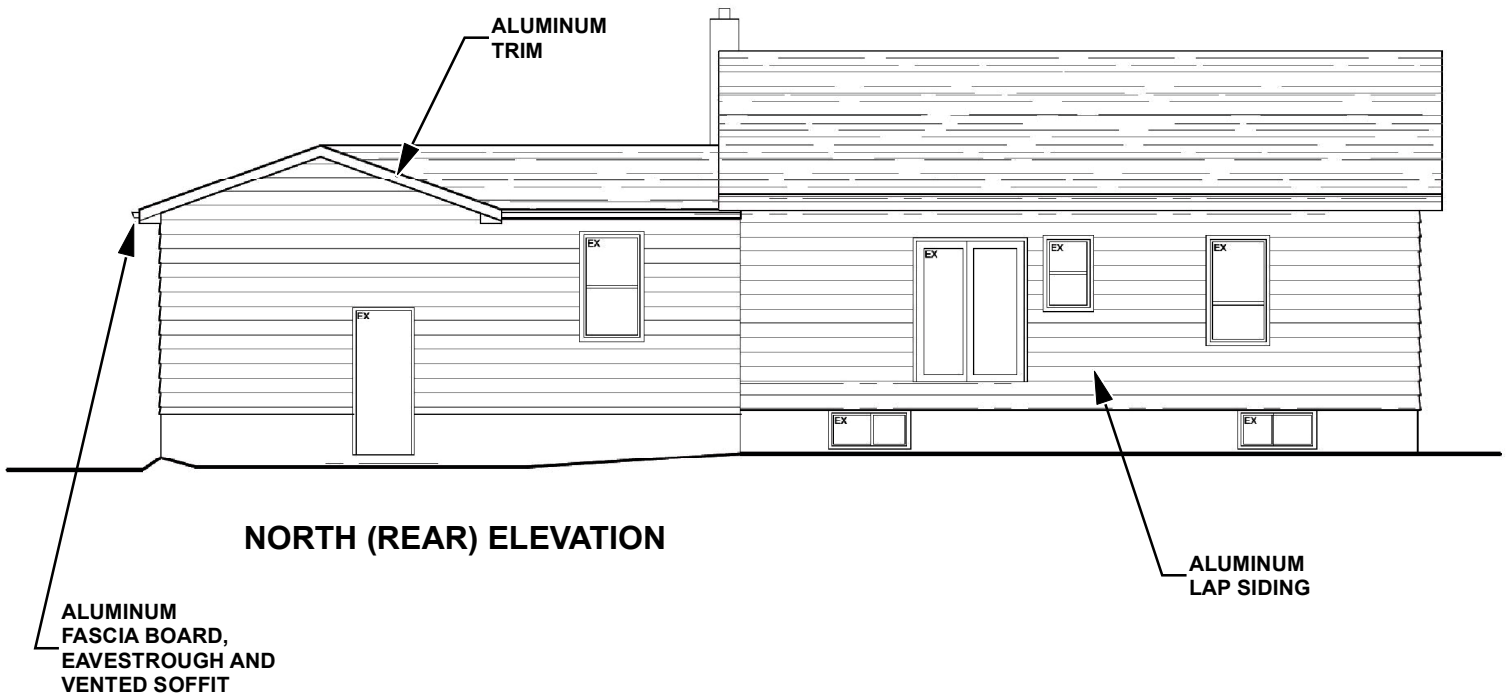 ALUMINUM
TRIM
EX
EX
EX
EX
EX
EX
EX
NORTH (REAR) ELEVATION
ALUMINUM
LAP SIDING
ALUMINUM
FASCIA BOARD,
EAVESTROUGH AND
VENTED SOFFIT